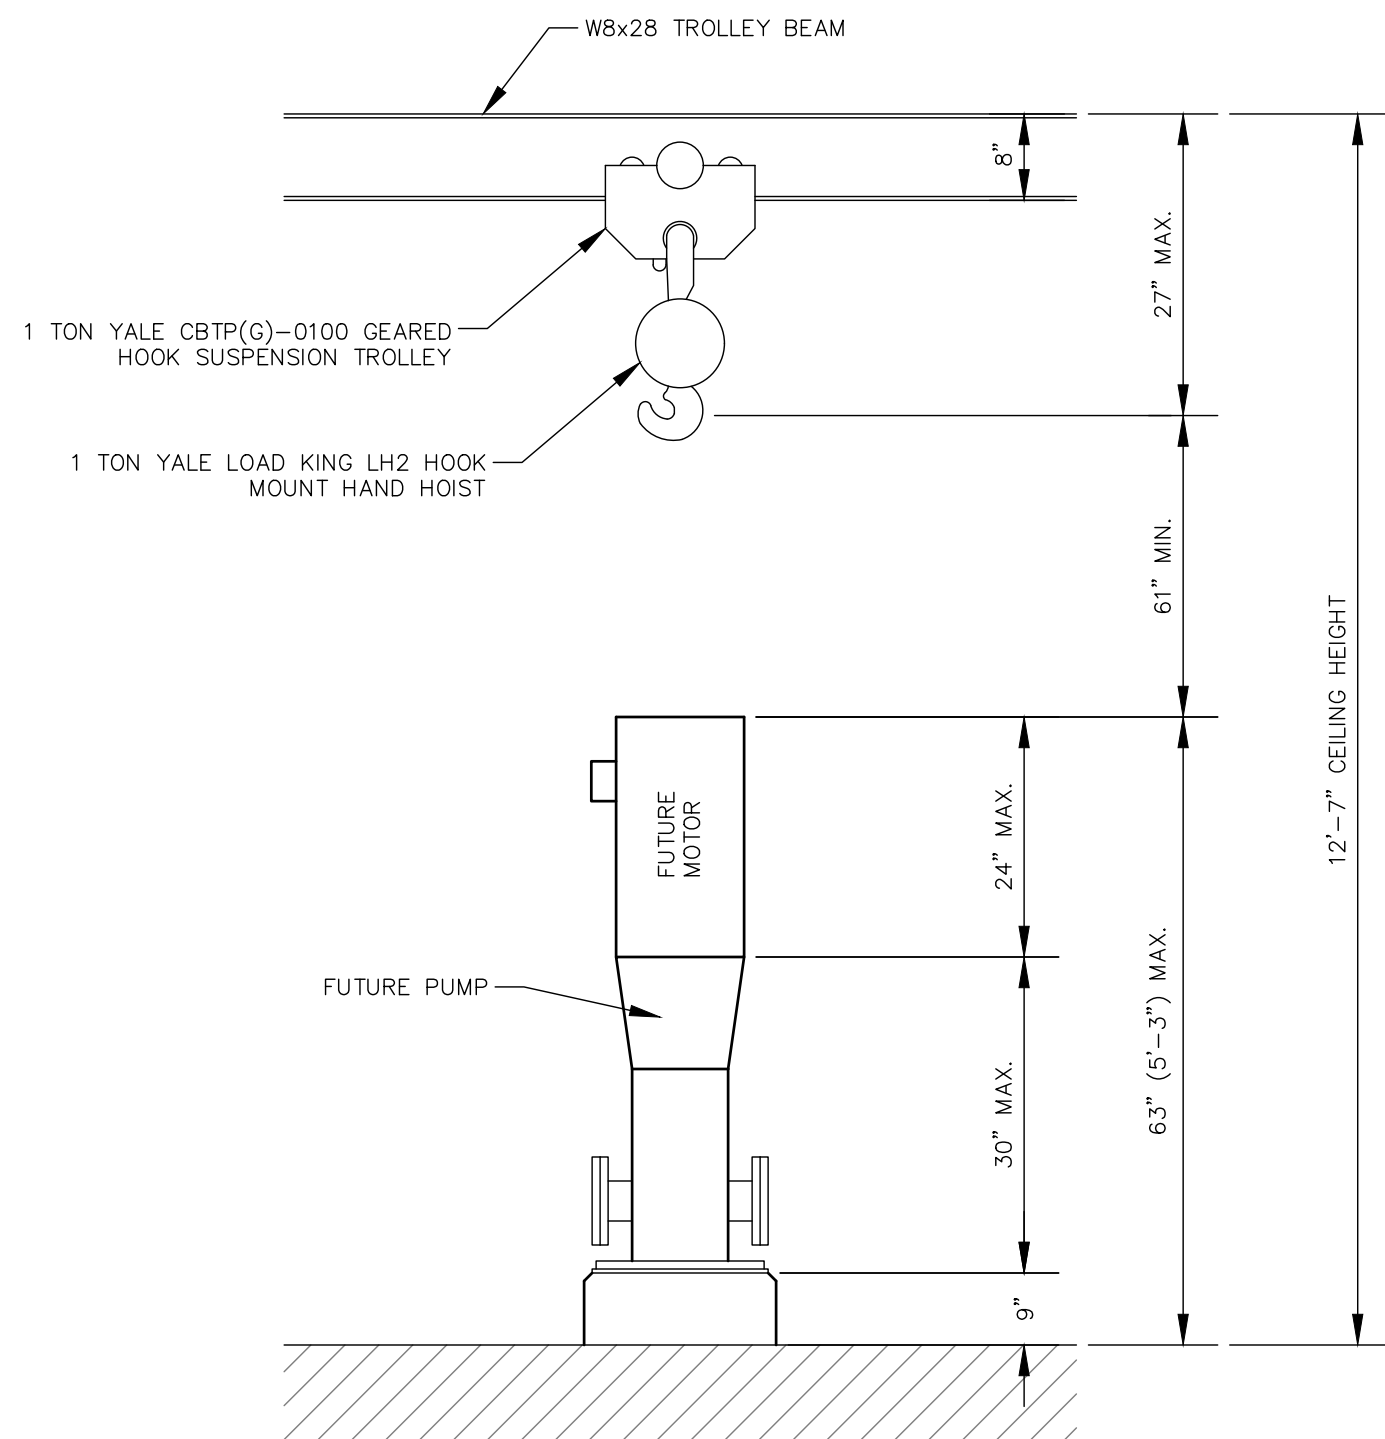 W8x28 TROLLEY BEAM
8"
27" MAX.
1 TON YALE CBTP(G)-0100 GEARED
HOOK SUSPENSION TROLLEY
1 TON YALE LOAD KING LH2 HOOK
MOUNT HAND HOIST
61" MIN.
12'-7" CEILING HEIGHT
FUTURE
MOTOR
24" MAX.
63" (5'-3") MAX.
FUTURE PUMP
30" MAX.
9"